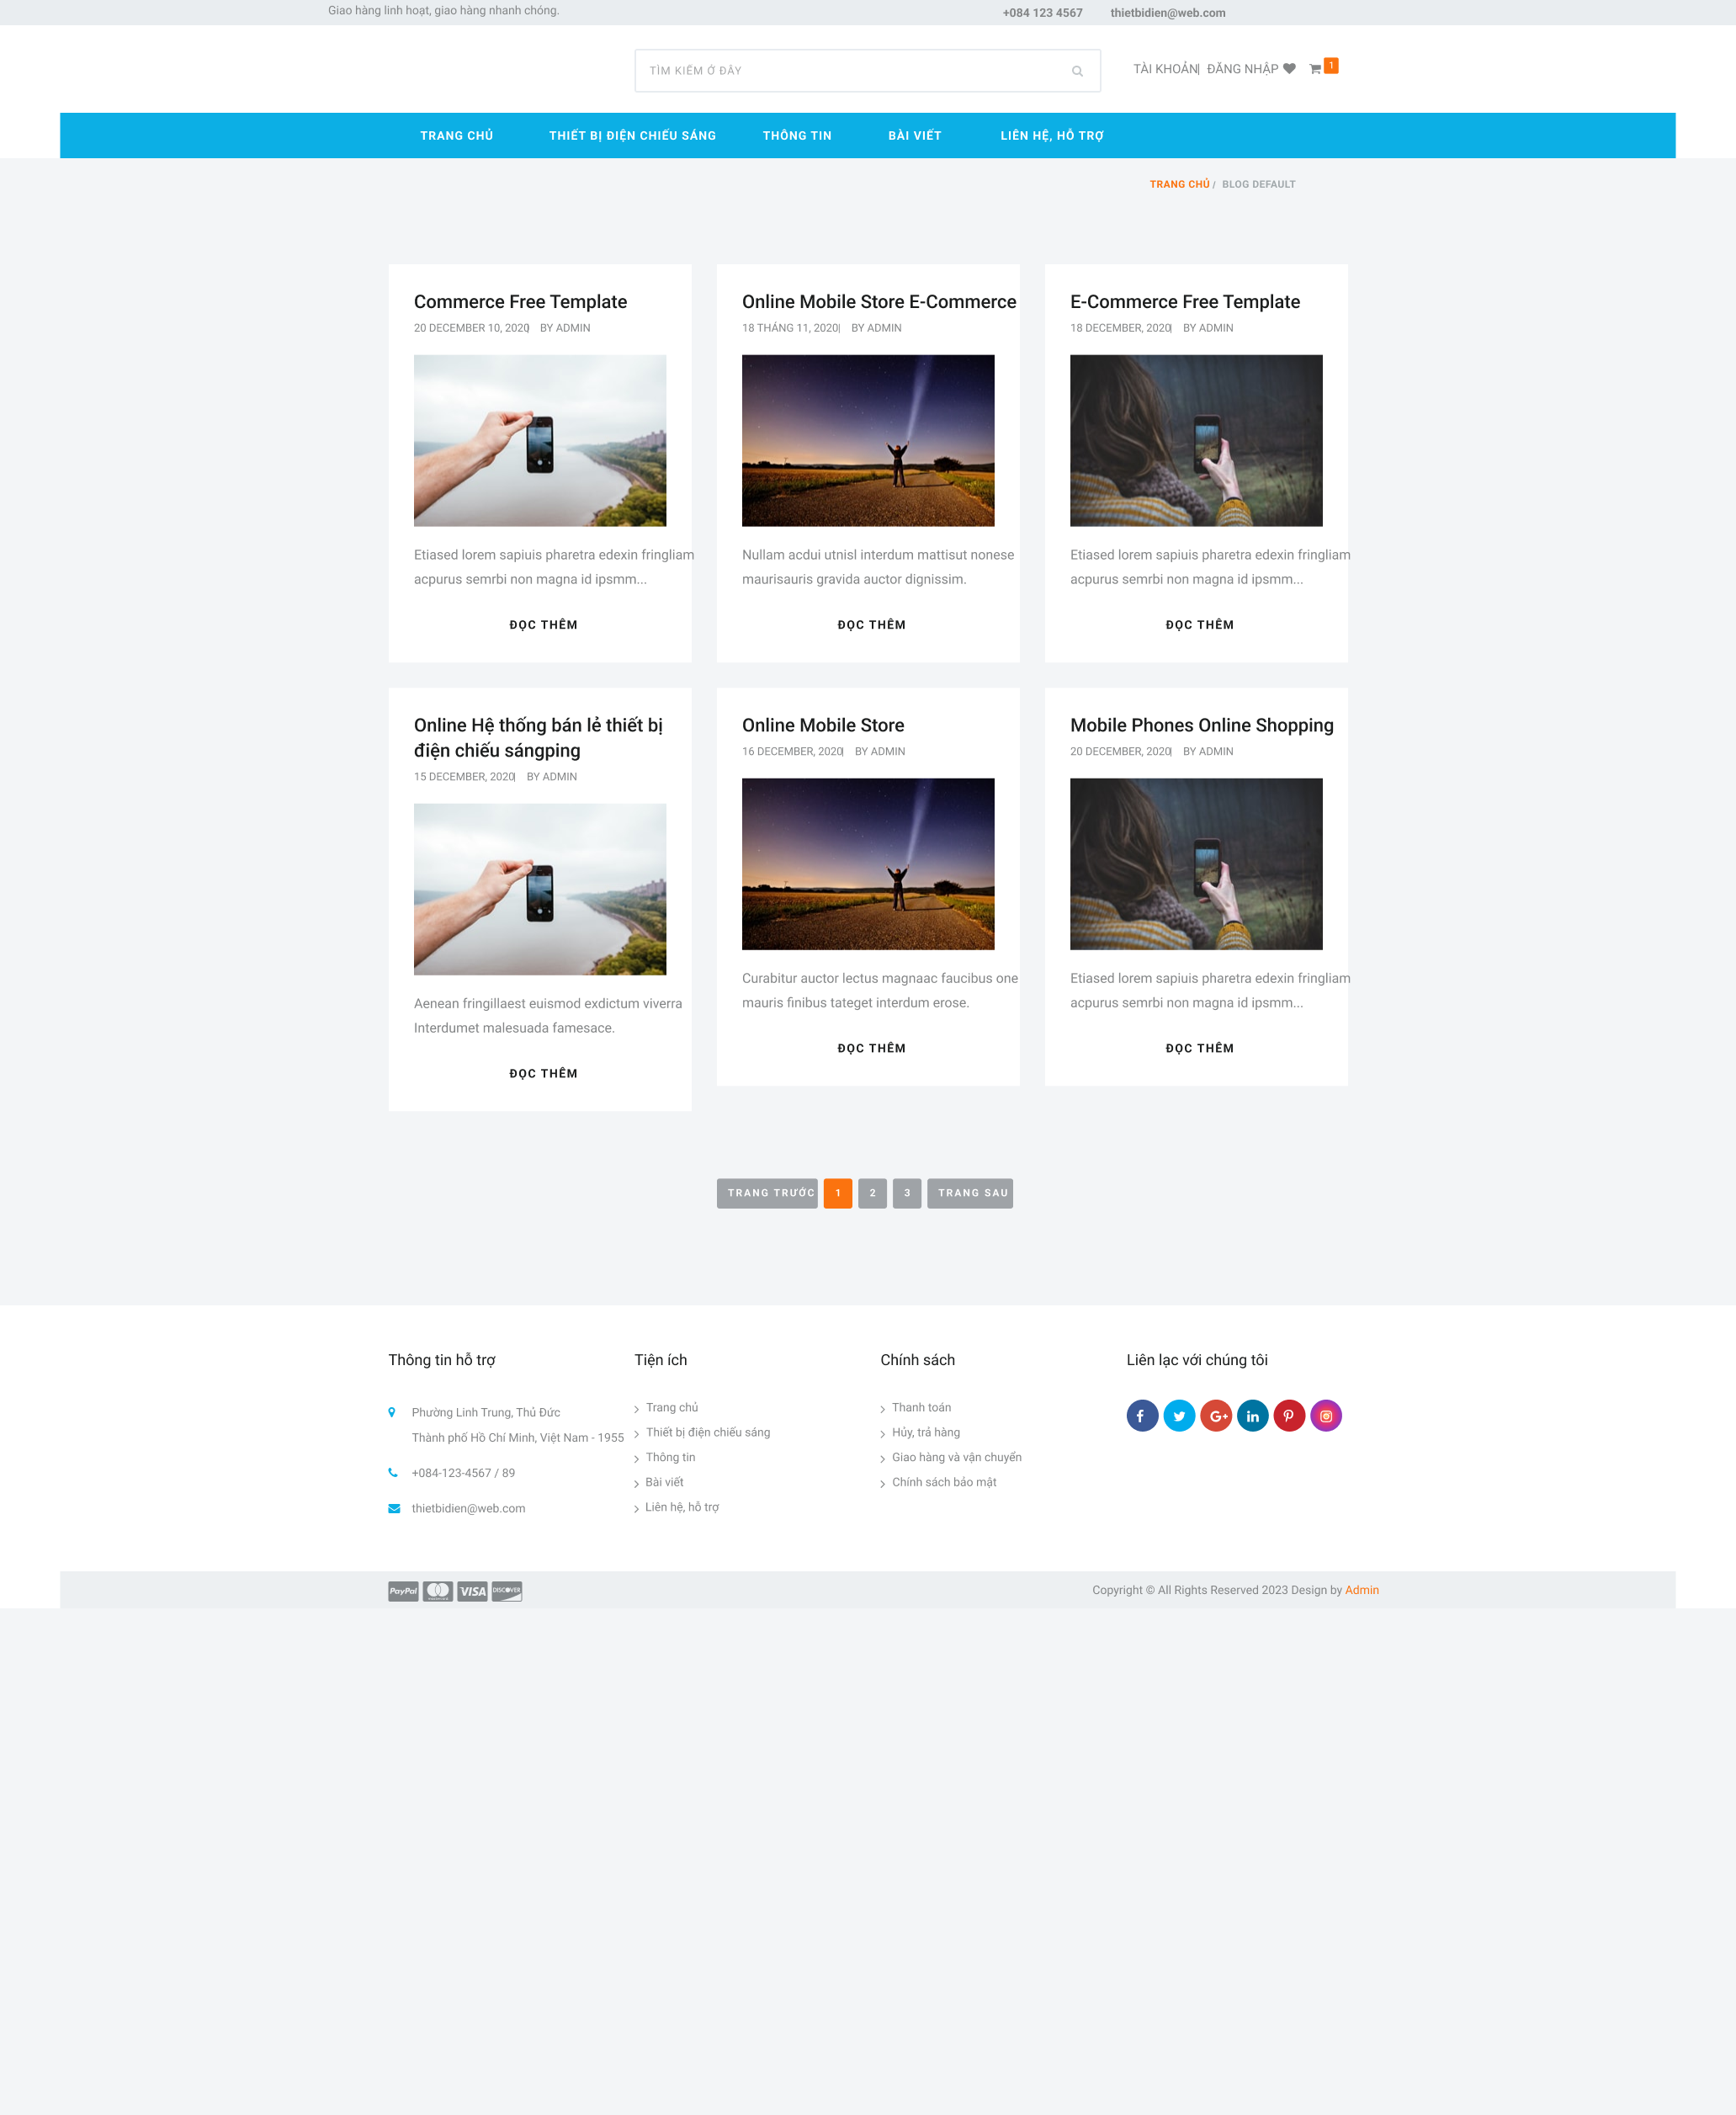 Giao hàng linh hoạt, giao hàng nhanh chóng.
+084 123 4567 thietbidien@web.com
TÌM KIẾM Ở ĐÂY
TÀI KHOẢN| ĐĂNG NHẬP 1
TRANG CHỦ THIẾT BỊ ĐIỆN CHIẾU SÁNG THÔNG TIN BÀI VIẾT LIÊN HỆ, HỖ TRỢ
TRANG CHỦ / BLOG DEFAULT
Commerce Free Template
20 DECEMBER 10, 2020| BY ADMIN
Etiased lorem sapiuis pharetra edexin fringliam
acpurus semrbi non magna id ipsmm...
ĐỌC THÊM
Online Mobile Store E-Commerce
18 THÁNG 11, 2020| BY ADMIN
Nullam acdui utnisl interdum mattisut nonese
maurisauris gravida auctor dignissim.
ĐỌC THÊM
E-Commerce Free Template
18 DECEMBER, 2020| BY ADMIN
Etiased lorem sapiuis pharetra edexin fringliam
acpurus semrbi non magna id ipsmm...
ĐỌC THÊM
Online Hệ thống bán lẻ thiết bị
điện chiếu sángping
15 DECEMBER, 2020| BY ADMIN
Aenean fringillaest euismod exdictum viverra
Interdumet malesuada famesace.
ĐỌC THÊM
Online Mobile Store
16 DECEMBER, 2020| BY ADMIN
Curabitur auctor lectus magnaac faucibus one
mauris finibus tateget interdum erose.
ĐỌC THÊM
Mobile Phones Online Shopping
20 DECEMBER, 2020| BY ADMIN
Etiased lorem sapiuis pharetra edexin fringliam
acpurus semrbi non magna id ipsmm...
ĐỌC THÊM
TRANG TRƯỚC 1 2 3 TRANG SAU
Thông tin hỗ trợ
Phường Linh Trung, Thủ Đức
Thành phố Hồ Chí Minh, Việt Nam - 1955
+084-123-4567 / 89
thietbidien@web.com
Tiện ích
Trang chủ
Thiết bị điện chiếu sáng
Thông tin
Bài viết
Liên hệ, hỗ trợ
Chính sách
Thanh toán
Hủy, trả hàng
Giao hàng và vận chuyển
Chính sách bảo mật
Liên lạc với chúng tôi
PayPal VISA DISCOVER
Copyright © All Rights Reserved 2023 Design by Admin